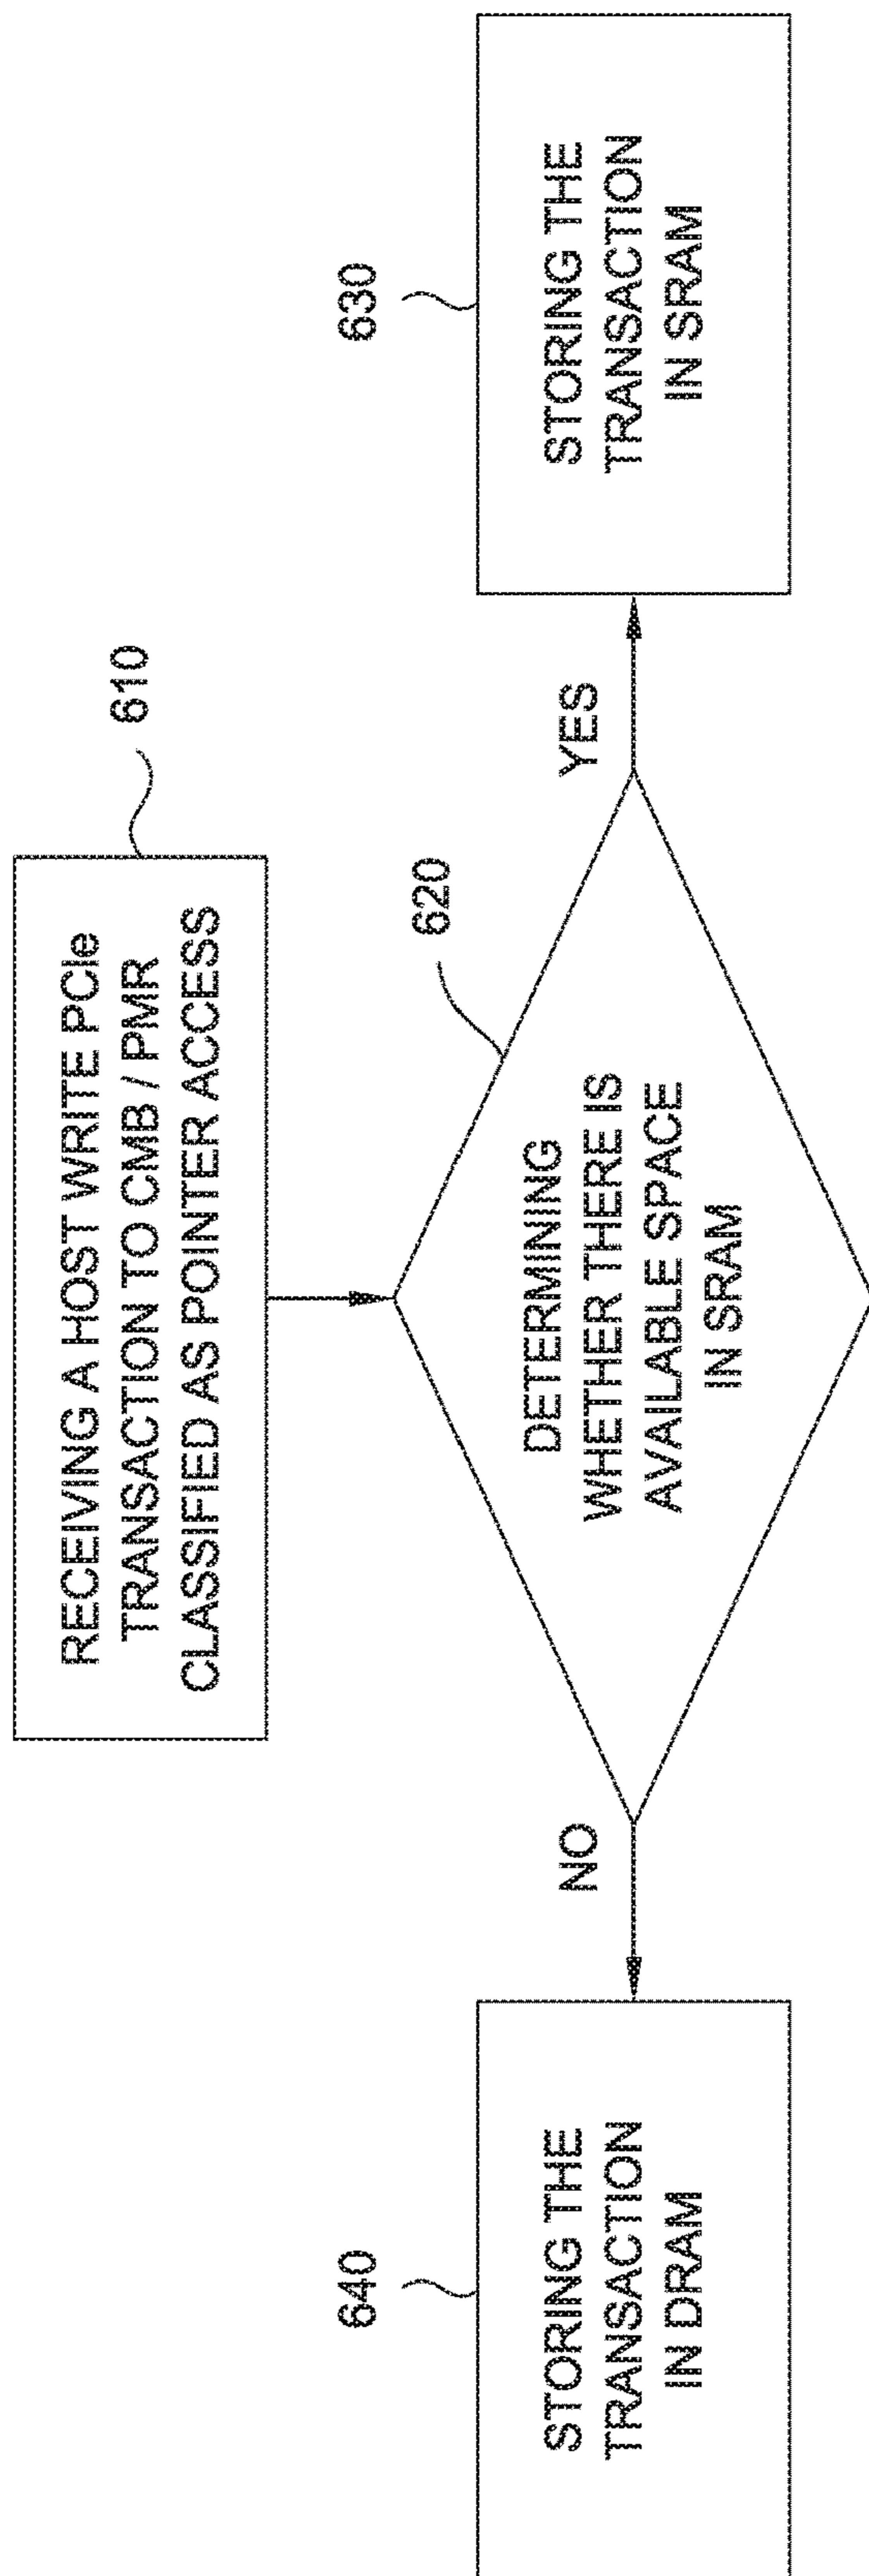 610
RECEIVING A HOST WRITE PCIe
TRANSACTION TO CMB / PMR
CLASSIFIED AS POINTER ACCESS
620
DETERMINING
WHETHER THERE IS
AVAILABLE SPACE
IN SRAM
NO
YES
640
STORING THE
TRANSACTION
IN DRAM
630
STORING THE
TRANSACTION
IN SRAM